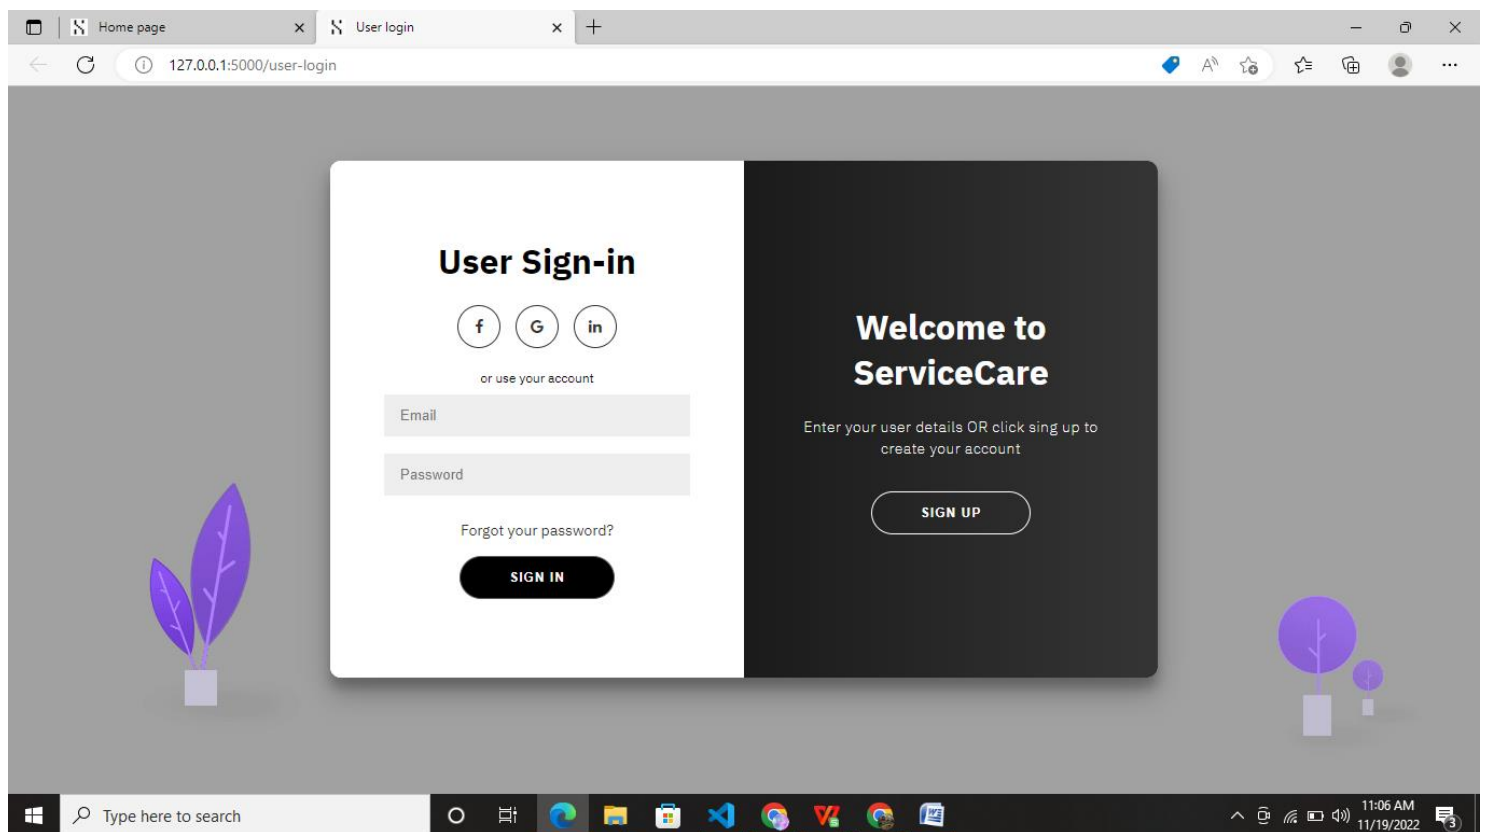 Home page
User login
127.0.0.1:5000/user-login
User Sign-in
f G in
or use your account
Email
Password
Forgot your password?
SIGN IN
Welcome to
ServiceCare
Enter your user details OR click sing up to
create your account
SIGN UP
Type here to search
11:06 AM
11/19/2022
3